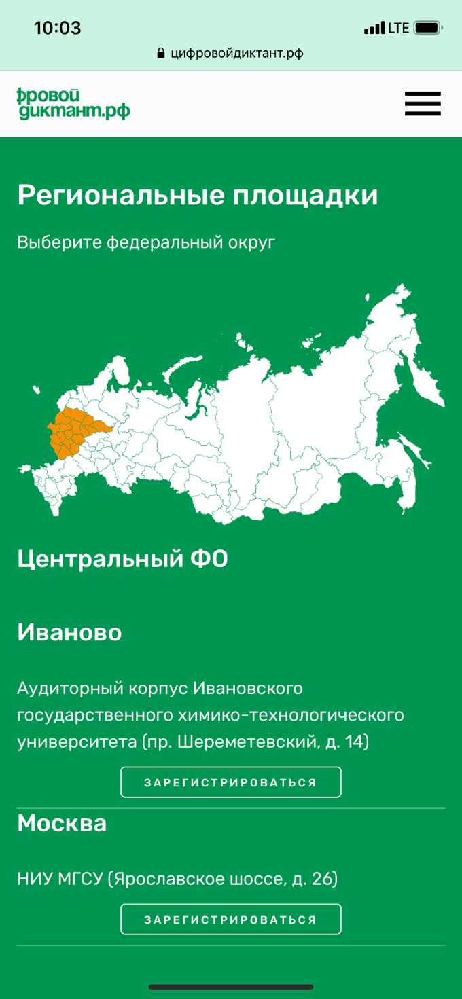 10:03
LTE
цифровойдиктант.рф
фровой
диктант.рф
Региональные площадки
Выберите федеральный округ
Центральный ФО
Иваново
Аудиторный корпус Ивановского
государственного химико-технологического
университета (пр. Шереметевский, д. 14)
ЗАРЕГИСТРИРОВАТЬСЯ
Москва
НИУ МГСУ (Ярославское шоссе, д. 26)
ЗАРЕГИСТРИРОВАТЬСЯ